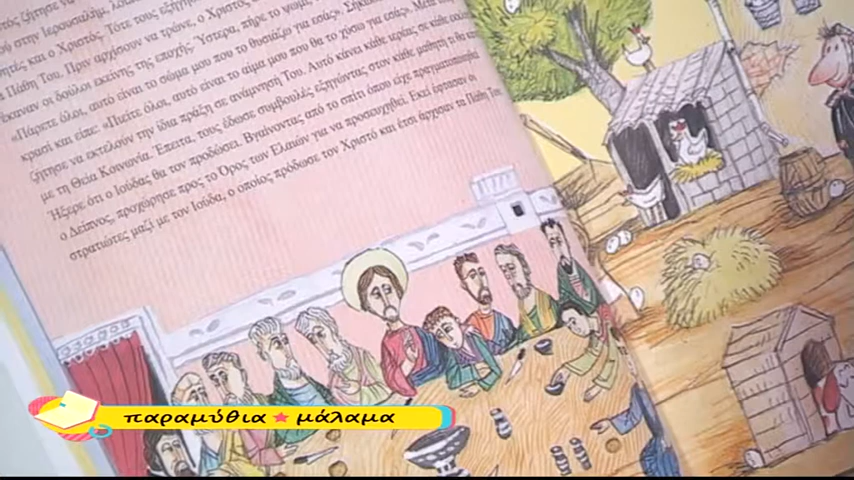 ζήτησε να
στην Ιερουσαλήμ,
και ο Χριστός. Τότε τους εξήγησε
Πάθη Του. Πριν αρχίσουν να τρώνε, ο Χριστός
έκαναν οι δούλοι εκείνης της εποχής. Ύστερα, πήρε το ψωμί,
«Πάρετε όλοι, αυτό είναι το σώμα μου που το θυσιάζω για εσάς».
κρασί και είπε: «Πιείτε όλοι, αυτό είναι το αίμα μου που θα το χύσω για εσάς». Μετά
ζήτησε να εκτελούν την ίδια πράξη σε ανάμνησή Του. Αυτό κάνει κάθε ιερέας σε κάθε
με τη Θεία Κοινωνία. Έπειτα, τους έδωσε συμβουλές, εξηγώντας στον κάθε μαθητή τι θα
Ήξερε ότι ο Ιούδας θα τον προδώσει. Βγαίνοντας από το σπίτι όπου είχε πραγματοποιηθεί
ο Δείπνος, προχώρησε προς το Όρος των Ελαιών για να προσευχηθεί. Εκεί έφτασαν οι
στρατιώτες μαζί με τον Ιούδα, ο οποίος πρόδωσε τον Χριστό και έτσι άρχισαν τα Πάθη Του.
παραμύθια ★ μάλαμα